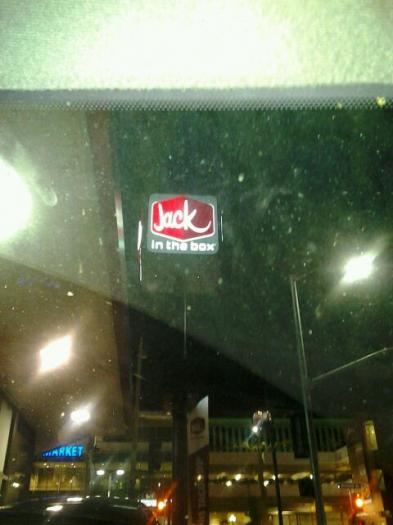 Jack
in the box
MARKET